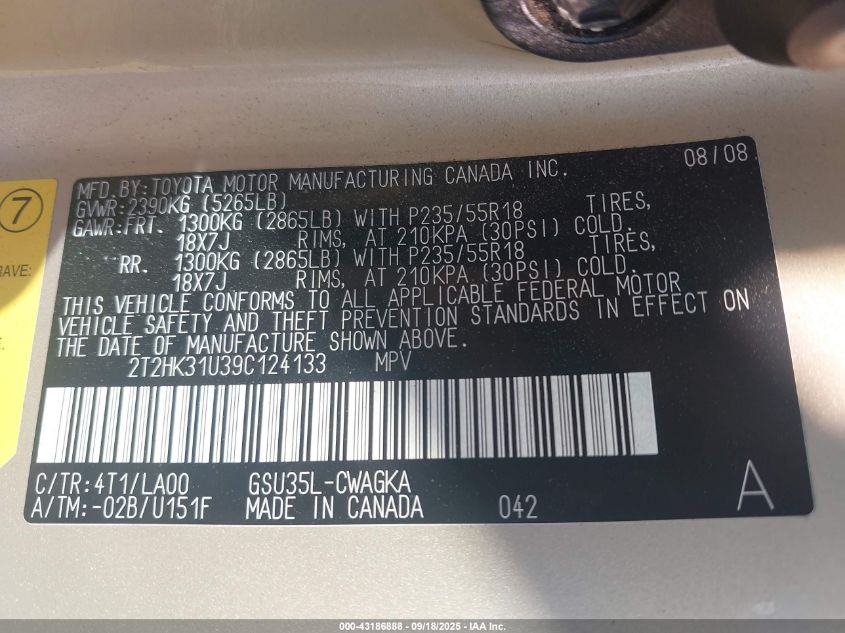 7
RAVE:
MFD. BY: TOYOTA MOTOR MANUFACTURING CANADA INC. 08/08
GVWR: 2390KG (5265LB)
GAWR: FRT. 1300KG (2865LB) WITH P235/55R18 TIRES,
18X7J RIMS, AT 210KPA (30PSI) COLD.
RR. 1300KG (2865LB) WITH P235/55R18 TIRES,
18X7J RIMS, AT 210KPA (30PSI) COLD.
THIS VEHICLE CONFORMS TO ALL APPLICABLE FEDERAL MOTOR
VEHICLE SAFETY AND THEFT PREVENTION STANDARDS IN EFFECT ON
THE DATE OF MANUFACTURE SHOWN ABOVE.
2T2HK31U39C124133 MPV
C/TR: 4T1/LA00 GSU35L-CWAGKA A
A/TM: -02B/U151F MADE IN CANADA 042
000-43186888 - 09/18/2025 - IAA Inc.